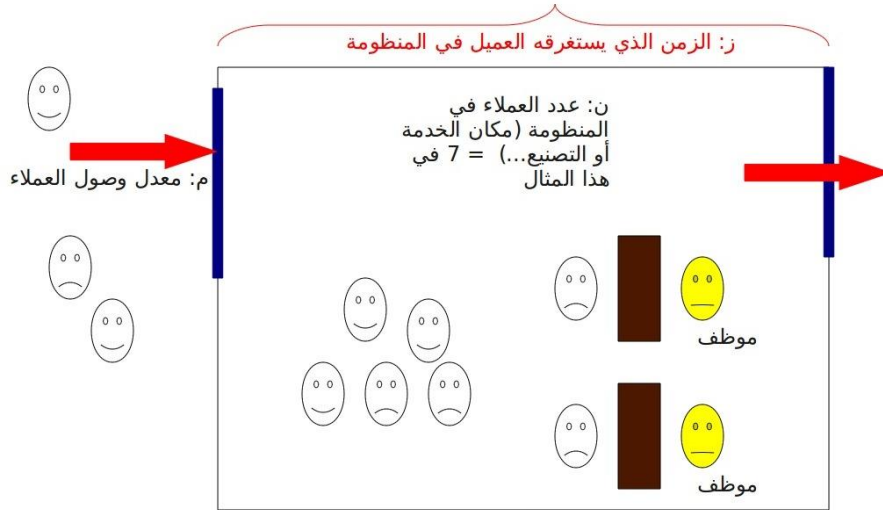 ز: الزمن الذي يستغرقه العميل في المنظومة
ن: عدد العملاء في
المنظومة (مكان الخدمة
أو التصنيع...) = 7 في
هذا المثال
م: معدل وصول العملاء
موظف
موظف